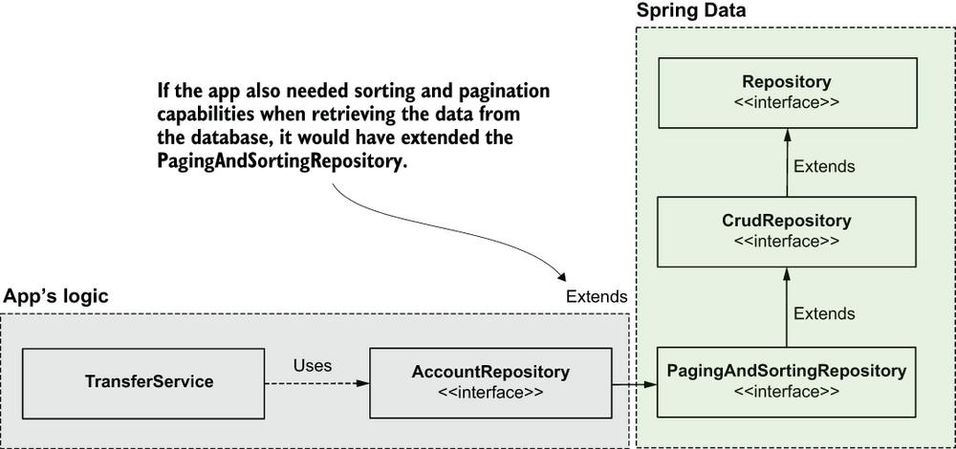 Spring Data
If the app also needed sorting and pagination
capabilities when retrieving the data from
the database, it would have extended the
PagingAndSortingRepository.
Repository
<<interface>>
Extends
CrudRepository
<<interface>>
Extends
App's logic
Extends
TransferService
Uses
AccountRepository
<<interface>>
PagingAndSortingRepository
<<interface>>